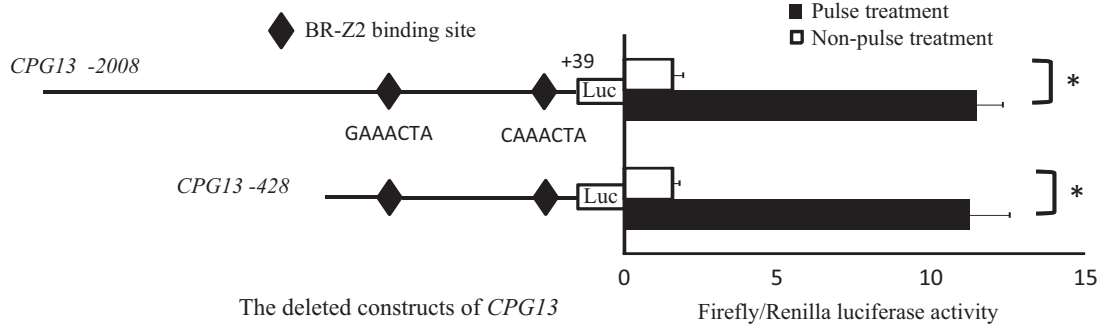 Pulse treatment
BR-Z2 binding site
Non-pulse treatment
CPG13 -2008
+39
Luc
*
GAAACTA
CAAACTA
CPG13 -428
Luc
*
0 5 10 15
The deleted constructs of CPG13
Firefly/Renilla luciferase activity